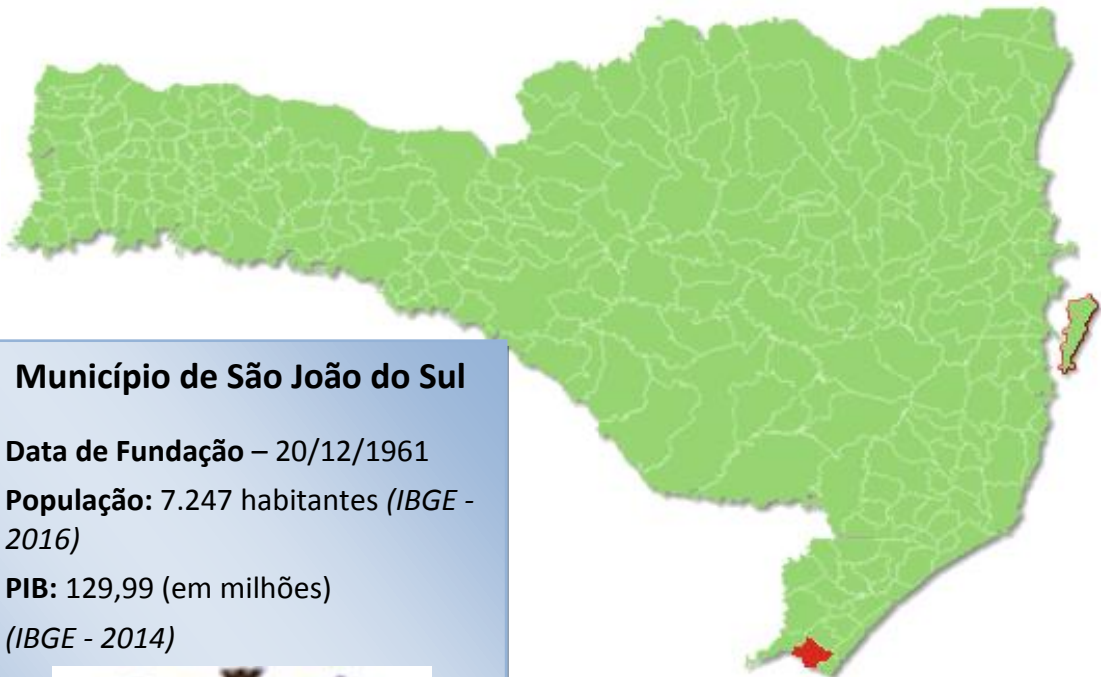 Município de São João do Sul
Data de Fundação – 20/12/1961
População: 7.247 habitantes (IBGE -
2016)
PIB: 129,99 (em milhões)
(IBGE - 2014)